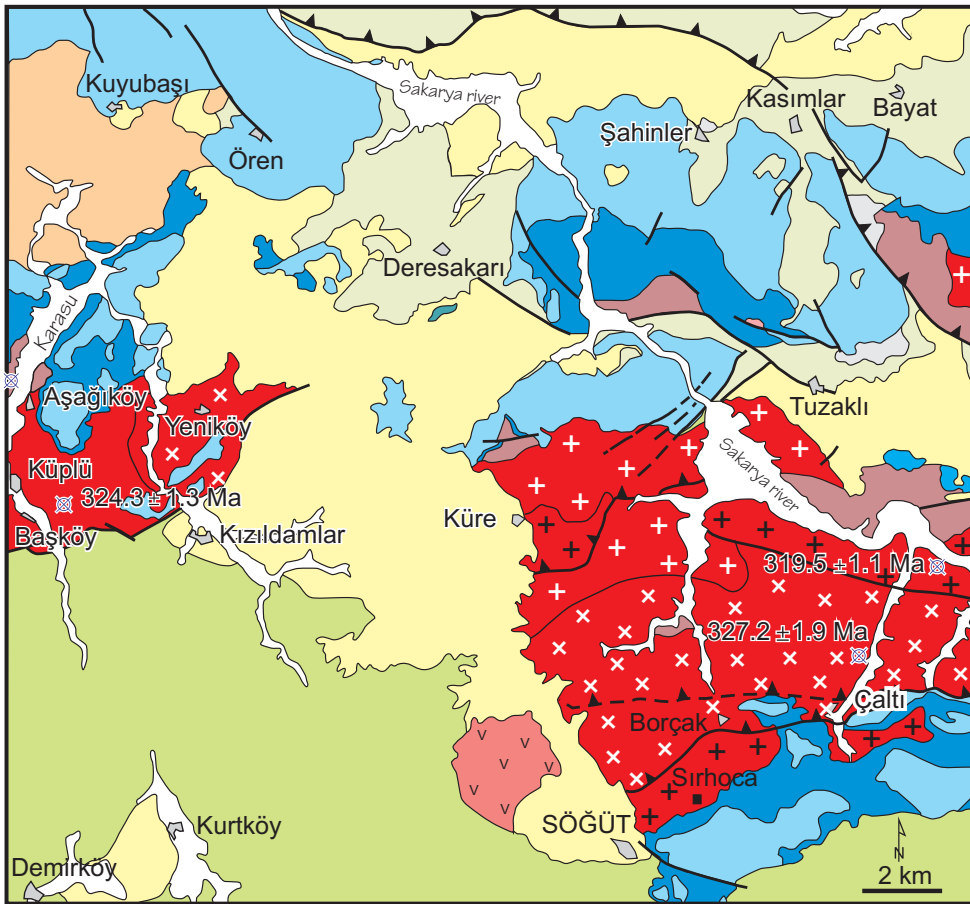 Kuyubaşı
Sakarya river
Kasımlar
Bayat
Şahinler
Ören
Deresakarı
Karasu
Aşağıköy
Yeniköy
Tuzaklı
Küplü
324.3 ± 1.3 Ma
Sakarya river
Başköy
Kızıldamlar
Küre
319.5 ± 1.1 Ma
327.2 ± 1.9 Ma
Çaltı
Borçak
Sırhoca
SÖĞÜT
Kurtköy
Demirköy
N
2 km